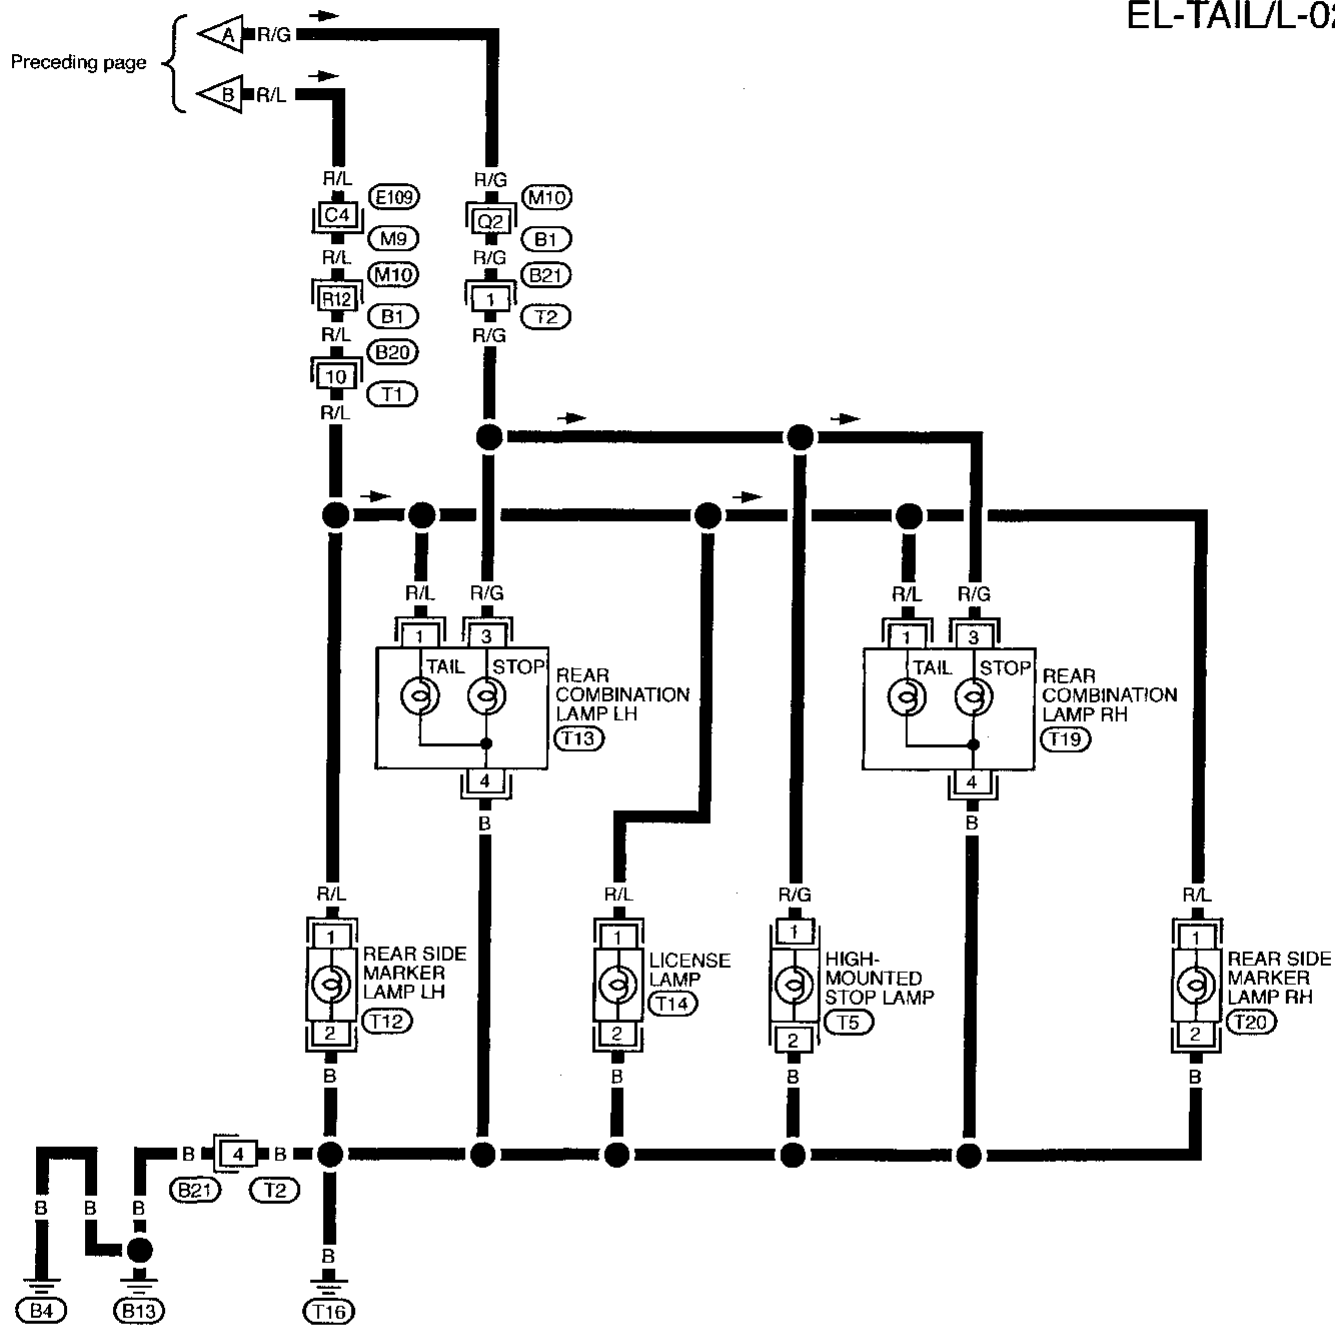 EL-TAIL/L-02
Preceding page
A R/G
B R/L
R/L R/G
C4 E109 Q2 M10
M9 B1
R/L R/G
R12 M10 1 B21
B1 T2
R/L R/G
10 B20
T1
R/L
R/L R/G R/L R/G
1 3 1 3
TAIL STOP TAIL STOP
REAR
COMBINATION
LAMP LH
T13
REAR
COMBINATION
LAMP RH
T19
4 4
B B
R/L R/L R/G R/L
1 1 1 1
REAR SIDE
MARKER
LAMP LH
T12
LICENSE
LAMP
T14
HIGH-
MOUNTED
STOP LAMP
T5
REAR SIDE
MARKER
LAMP RH
T20
2 2 2 2
B B B B
B 4 B
B21 T2
B B B
B
B4 B13 T16